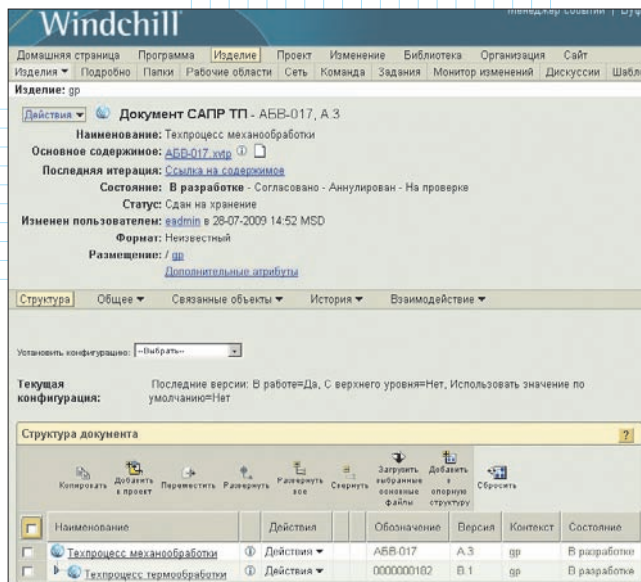 Windchill
Менеджер событий | Буф
Домашняя страница Программа Изделие Проект Изменение Библиотека Организация Сайт
Изделия Подробно Папки Рабочие области Сеть Команда Задания Монитор изменений Дискуссии Шабл
Изделие: gp
Действия Документ САПР ТП - АБВ-017, А.3
Наименование: Техпроцесс механообработки
Основное содержимое: АБВ-017.xvtp
Последняя итерация: Ссылка на содержимое
Состояние: В разработке - Согласовано - Аннулирован - На проверке
Статус: Сдан на хранение
Изменен пользователем: eadmin в 28-07-2009 14:52 MSD
Формат: Неизвестный
Размещение: / gp
Дополнительные атрибуты
Структура Общее Связанные объекты История Взаимодействие
Установить конфигурацию: --Выбрать--
Текущая конфигурация: Последние версии: В работе=Да, С верхнего уровня=Нет, Использовать значение по умолчанию=Нет
Структура документа ?
Копировать Добавить в проект Переместить Развернуть Развернуть все Свернуть Загрузить выбранные основные файлы Добавить в опорную структуру Сбросить
Наименование Действия Обозначение Версия Контекст Состояние
Техпроцесс механообработки Действия АБВ-017 А.3 gp В разработке
Техпроцесс термообработки Действия 0000000182 В.1 gp В разработке